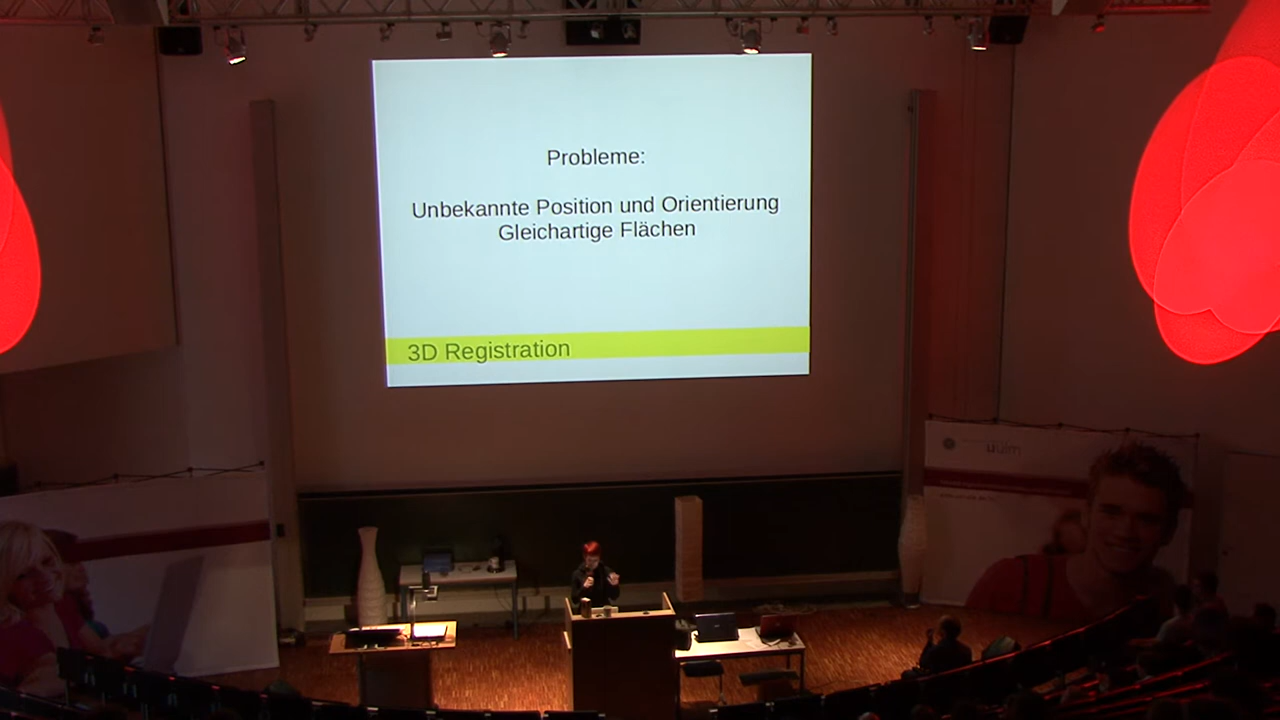 Probleme:
Unbekannte Position und Orientierung
Gleichartige Flächen
3D Registration
uulm